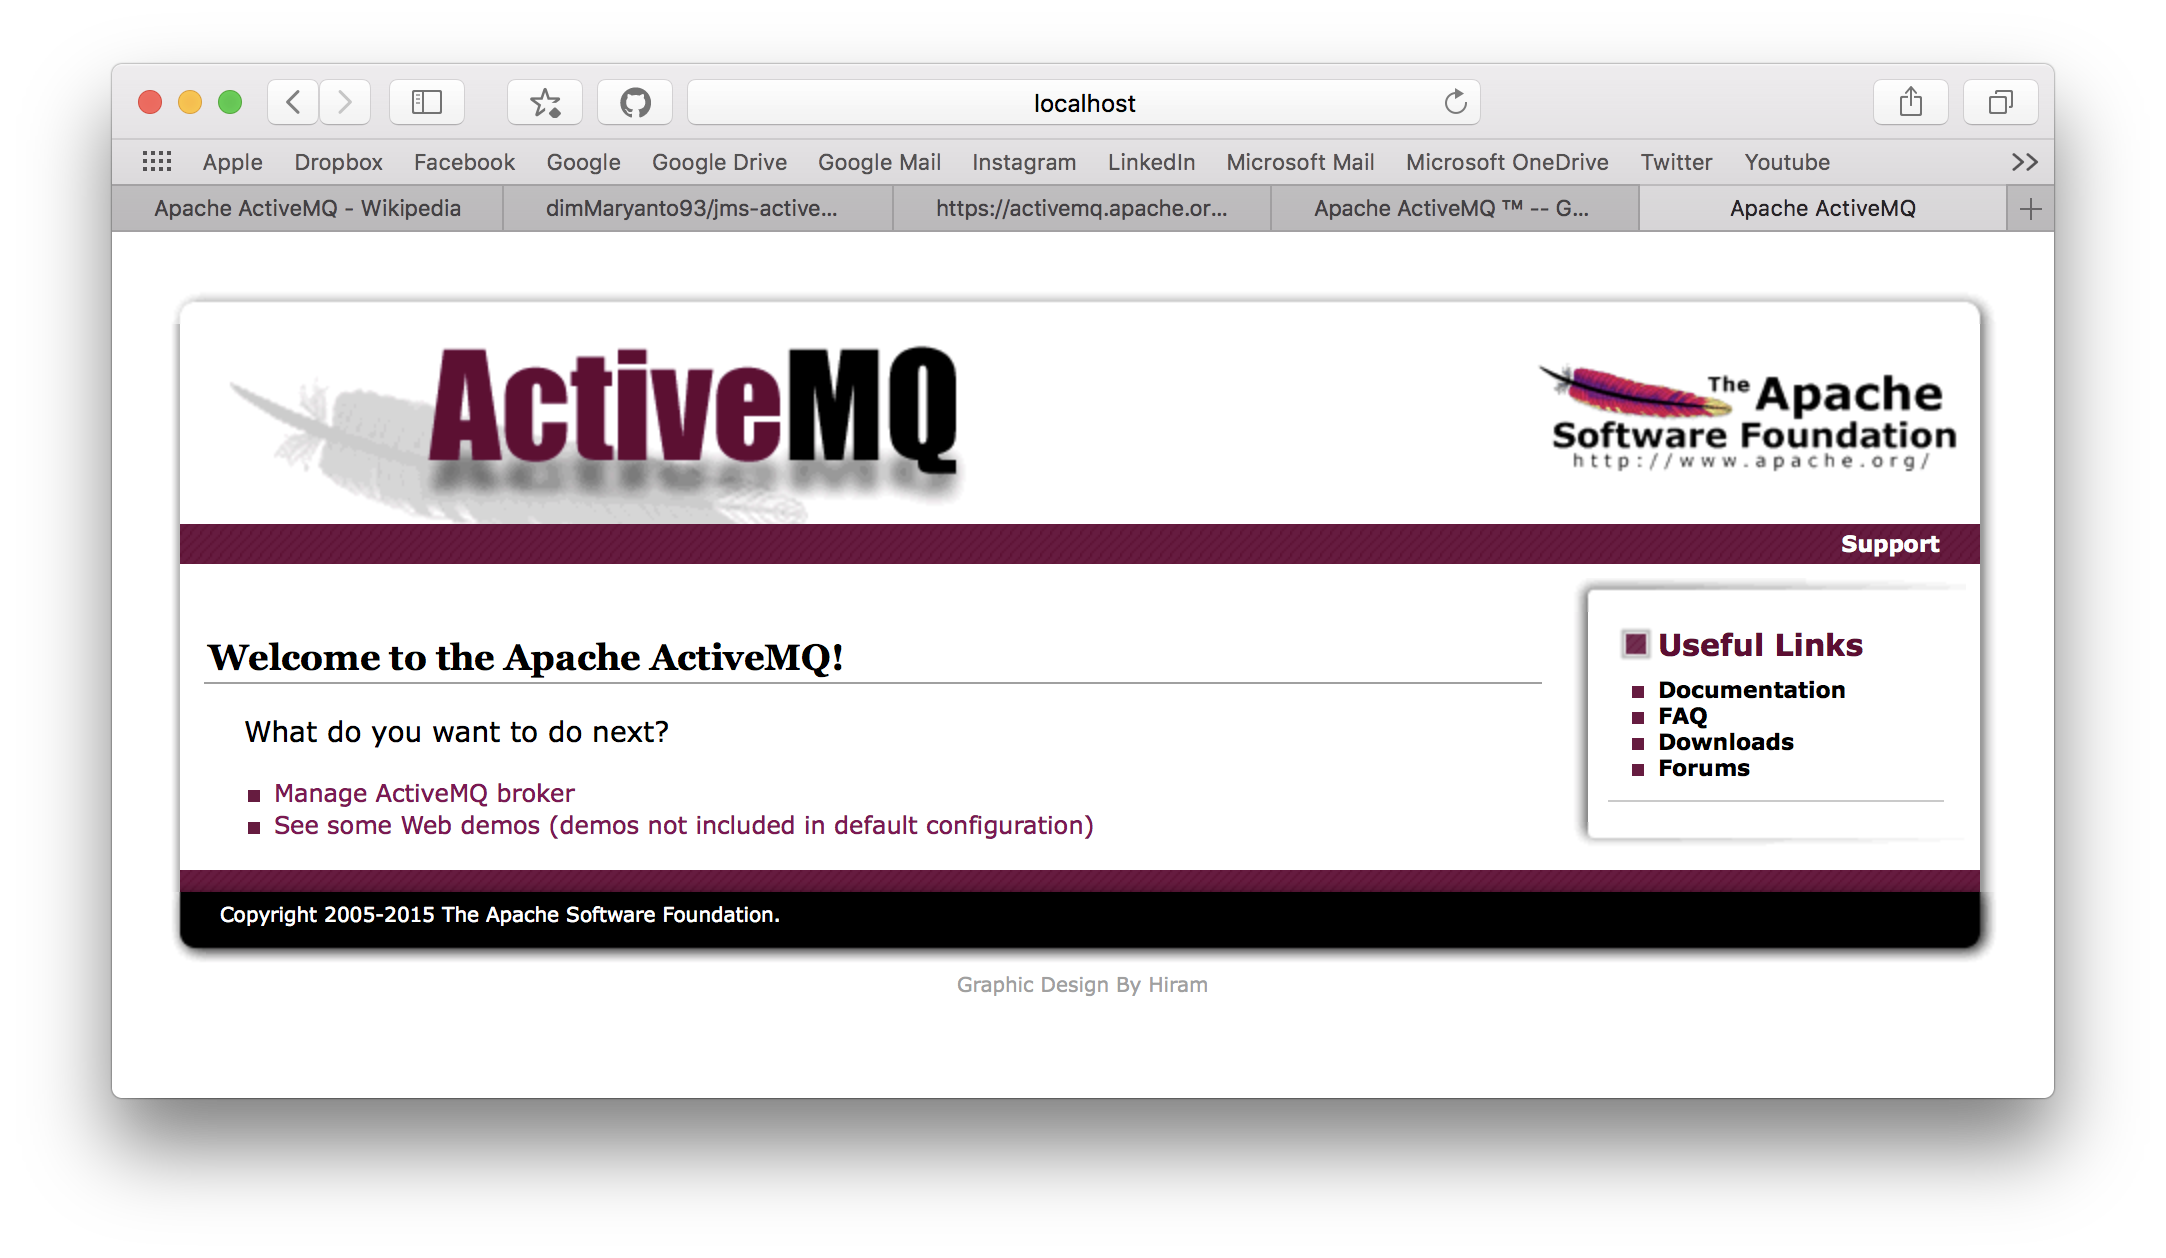 localhost
Apple Dropbox Facebook Google Google Drive Google Mail Instagram LinkedIn Microsoft Mail Microsoft OneDrive Twitter Youtube
Apache ActiveMQ - Wikipedia dimMaryanto93/jms-active... https://activemq.apache.or... Apache ActiveMQ ™ -- G... Apache ActiveMQ
ActiveMQ
The Apache
Software Foundation
http://www.apache.org/
Support
Welcome to the Apache ActiveMQ!
What do you want to do next?
Manage ActiveMQ broker
See some Web demos (demos not included in default configuration)
Useful Links
Documentation
FAQ
Downloads
Forums
Copyright 2005-2015 The Apache Software Foundation.
Graphic Design By Hiram